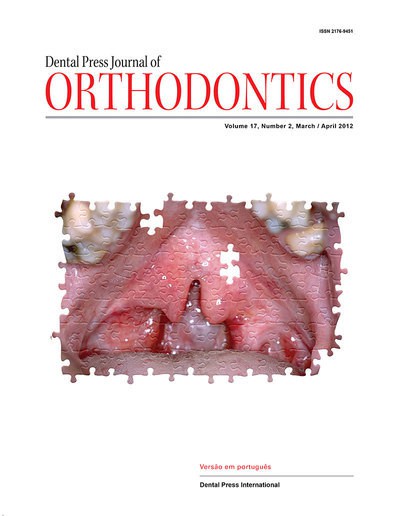 ISSN 2176-9451
Dental Press Journal of
ORTHODONTICS
Volume 17, Number 2, March / April 2012
Versão em português
Dental Press International